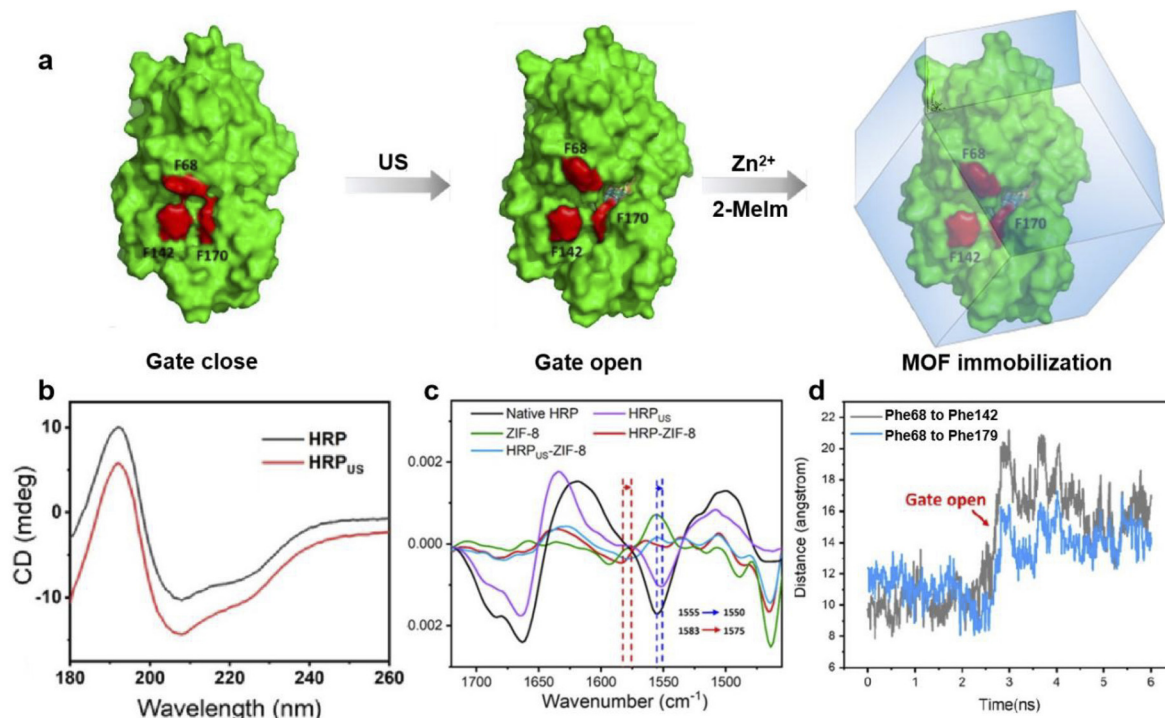 a
F68
F142
F170
US
F68
F142
F170
Zn²⁺
2-MeIm
F68
F142
F170
Gate close
Gate open
MOF immobilization
b
10
0
-10
CD (mdeg)
HRP
HRPUS
180 200 220 240 260
Wavelength (nm)
c
Native HRP
HRPUS
ZIF-8
HRP-ZIF-8
HRPUS-ZIF-8
0.002
0.000
0.002
1555 1550
1583 1575
1700 1650 1600 1550 1500
Wavenumber (cm⁻¹)
d
Phe68 to Phe142
Phe68 to Phe179
Gate open
Distance (angstrom)
22
20
18
16
14
12
10
8
6
4
0 1 2 3 4 5 6
Time(ns)